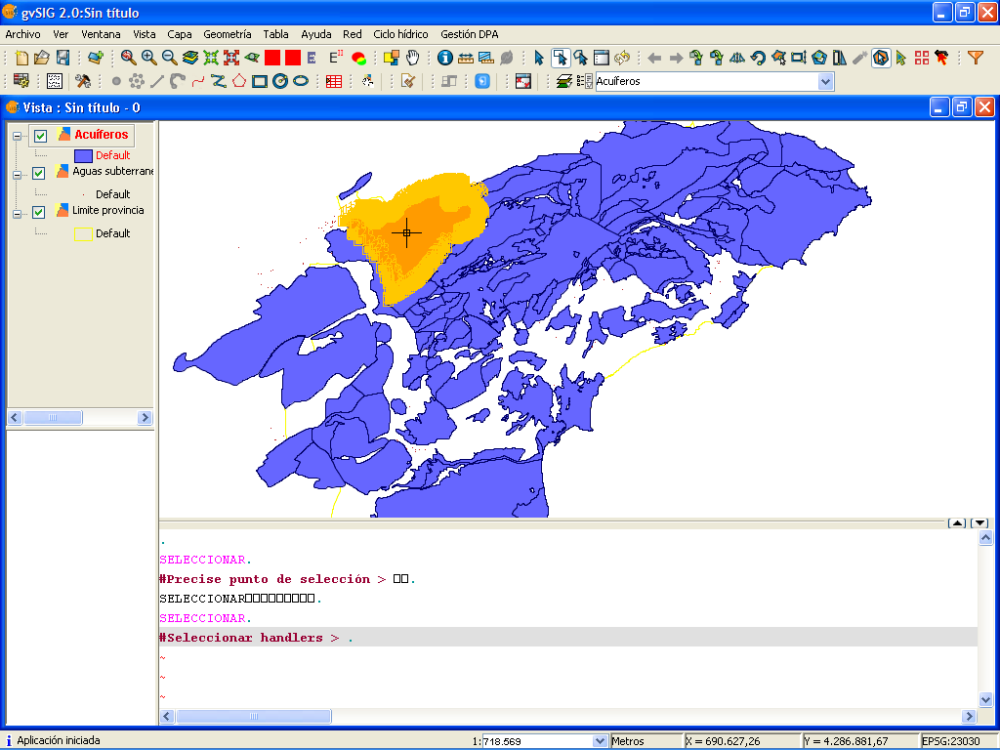 gvSIG 2.0:Sin título
Archivo Ver Ventana Vista Capa Geometría Tabla Ayuda Red Ciclo hídrico Gestión DPA
Acuíferos
Vista : Sin título - 0
Acuíferos
Default
Aguas subterrane
Default
Limite provincia
Default
.
SELECCIONAR.
#Precise punto de selección > □□.
SELECCIONAR□□□□□□□□□.
SELECCIONAR.
#Seleccionar handlers > .
~
~
~
Aplicación iniciada 1:718.569 Metros X = 690.627,26 Y = 4.286.881,67 EPSG:23030